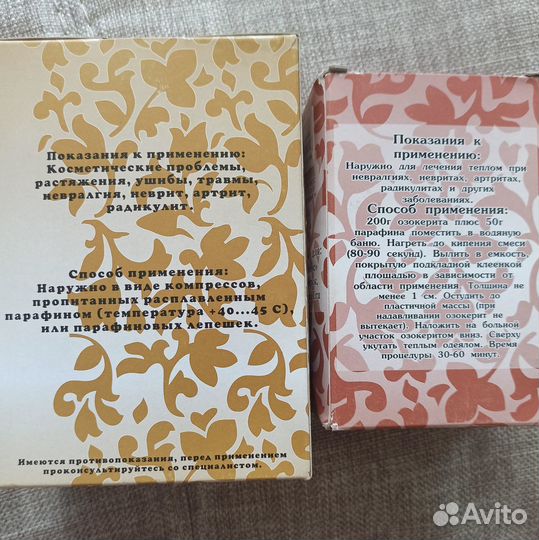 Показания к применению:
Косметические проблемы,
растяжения, ушибы, травмы,
невралгия, неврит, артрит,
радикулит.
Способ применения:
Наружно в виде компрессов,
пропитанных расплавленным
парафином (температура +40...45 С),
или парафиновых лепешек.
Имеются противопоказания, перед применением
проконсультируйтесь со специалистом.
Показания к
применению:
Наружно для лечения теплом при
невралгиях, невритах, артритах,
радикулитах и других
заболеваниях.
Способ применения:
200г озокерита плюс 50г
парафина поместить в водяную
баню. Нагреть до кипения смеси
(80-90 секунд). Вылить в емкость,
покрытую подкладной клеенкой
площадью в зависимости от
области применения. Толщина не
менее 1 см. Остудить до
пластичной массы (при
надавливании озокерит не
вытекает). Наложить на больной
участок озокеритом вниз. Сверху
укутать теплым одеялом. Время
процедуры 30-60 минут.
Avito